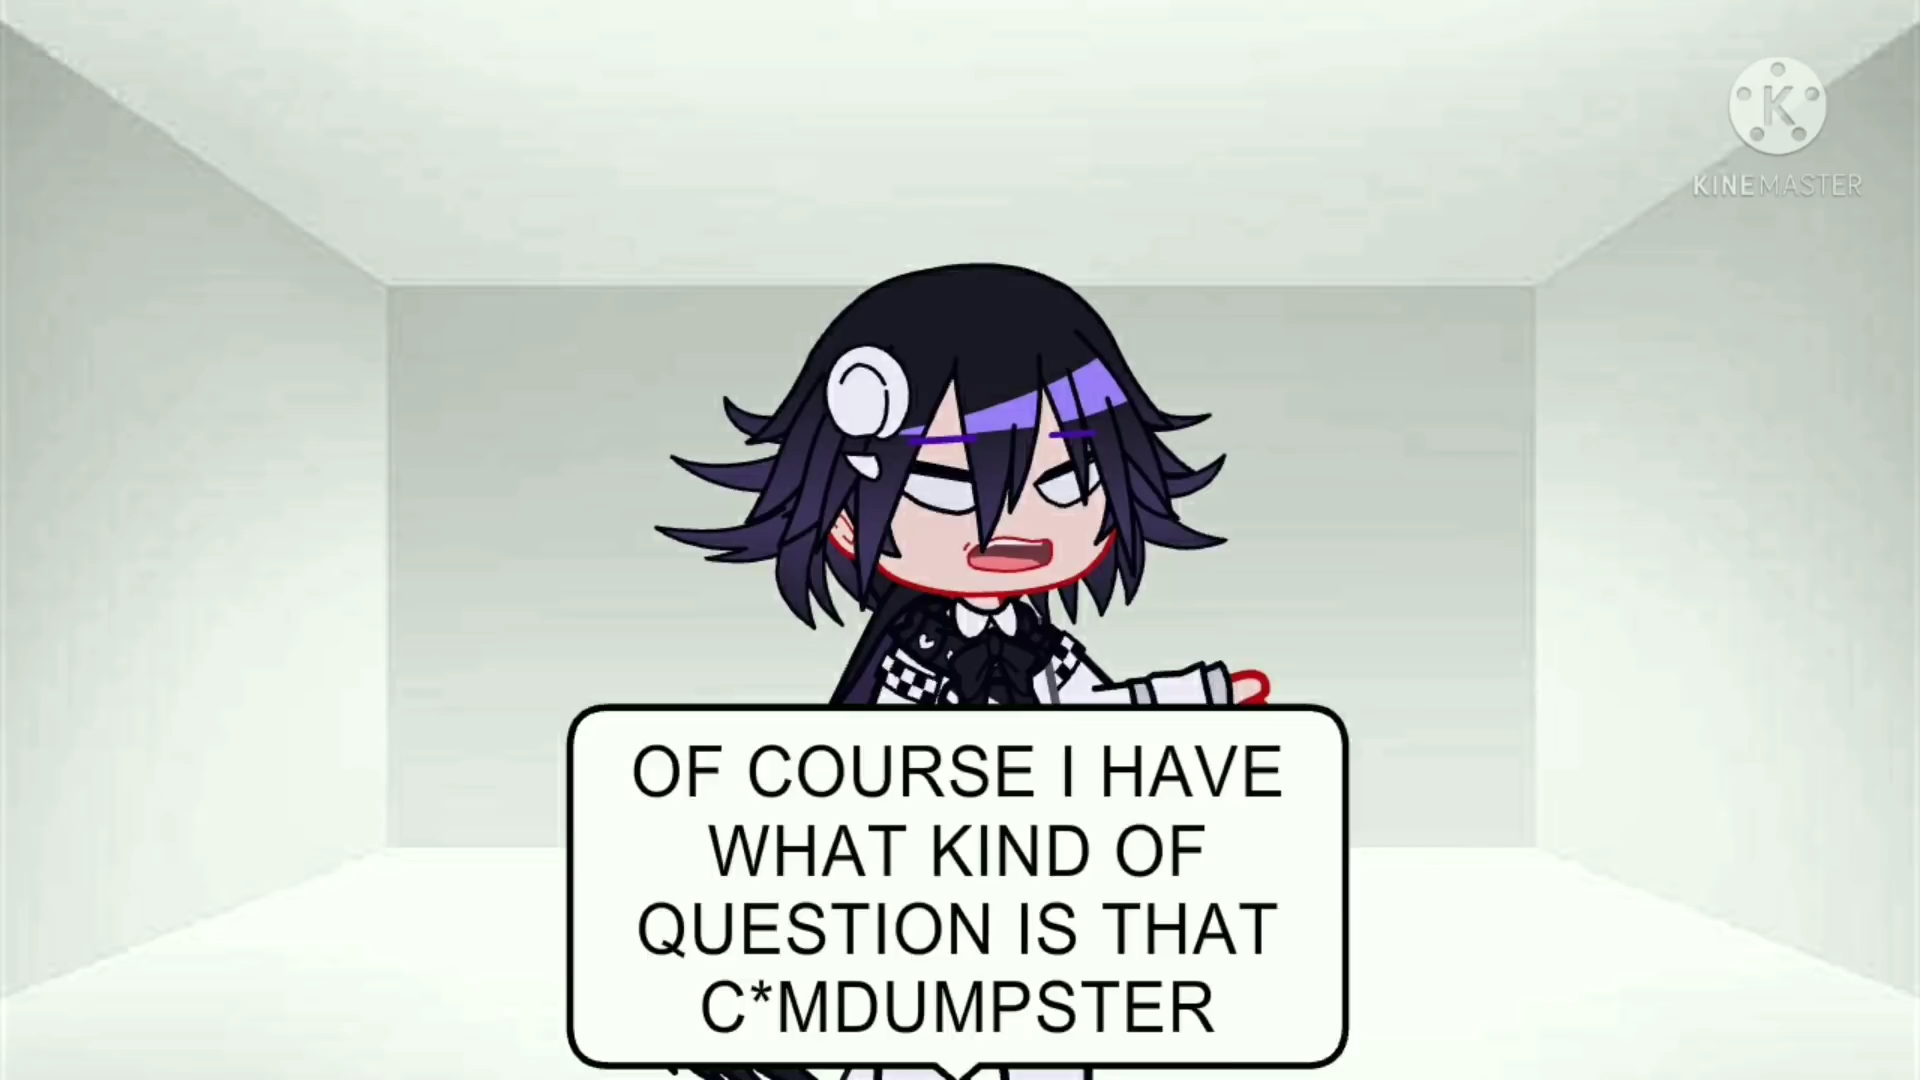 K
KINEMASTER
OF COURSE I HAVE
WHAT KIND OF
QUESTION IS THAT
C*MDUMPSTER